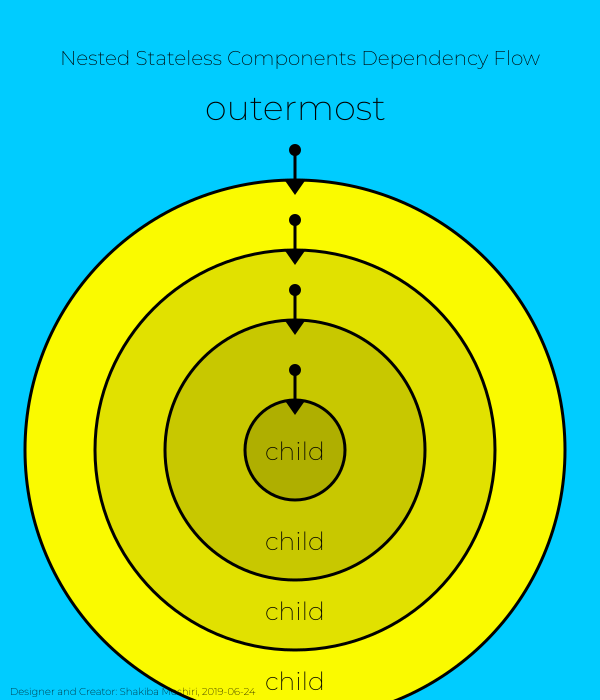 Nested Stateless Components Dependency Flow
outermost
child
child
child
child
Designer and Creator: Shakiba Moshiri, 2019-06-24